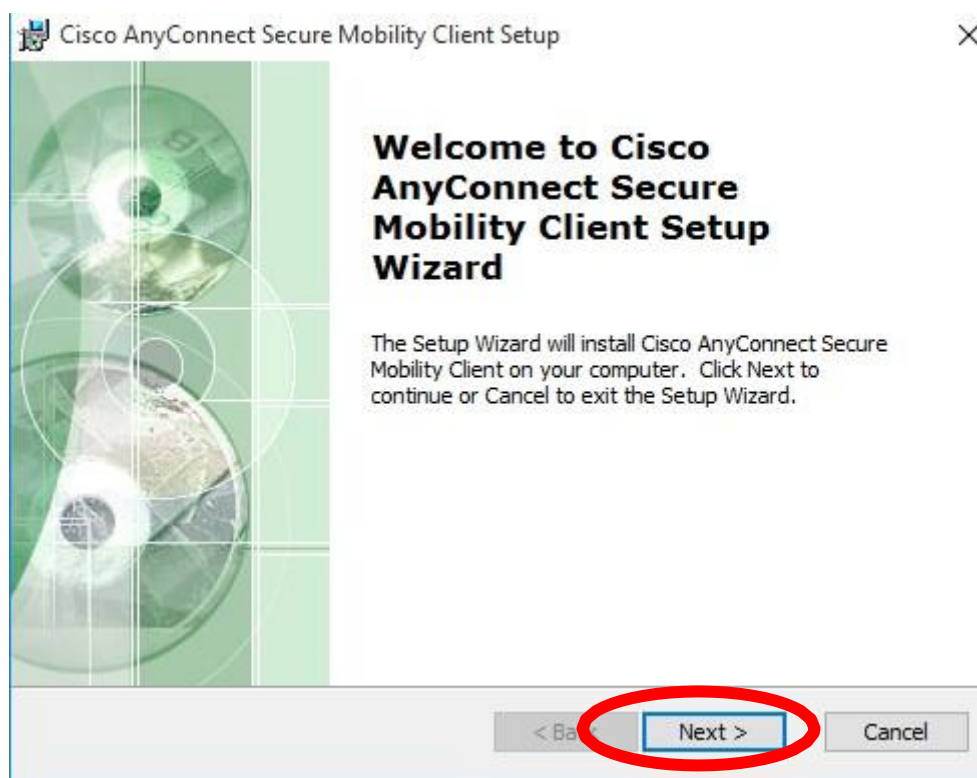 Cisco AnyConnect Secure Mobility Client Setup
Welcome to Cisco
AnyConnect Secure
Mobility Client Setup
Wizard
The Setup Wizard will install Cisco AnyConnect Secure
Mobility Client on your computer.  Click Next to
continue or Cancel to exit the Setup Wizard.
< Back Next > Cancel